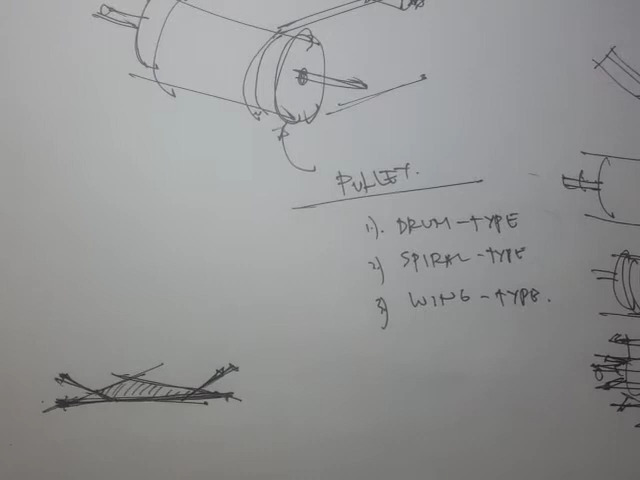 PULLEY.
1). DRUM-TYPE
2) SPIRAL-TYPE
3) WING-TYPE.